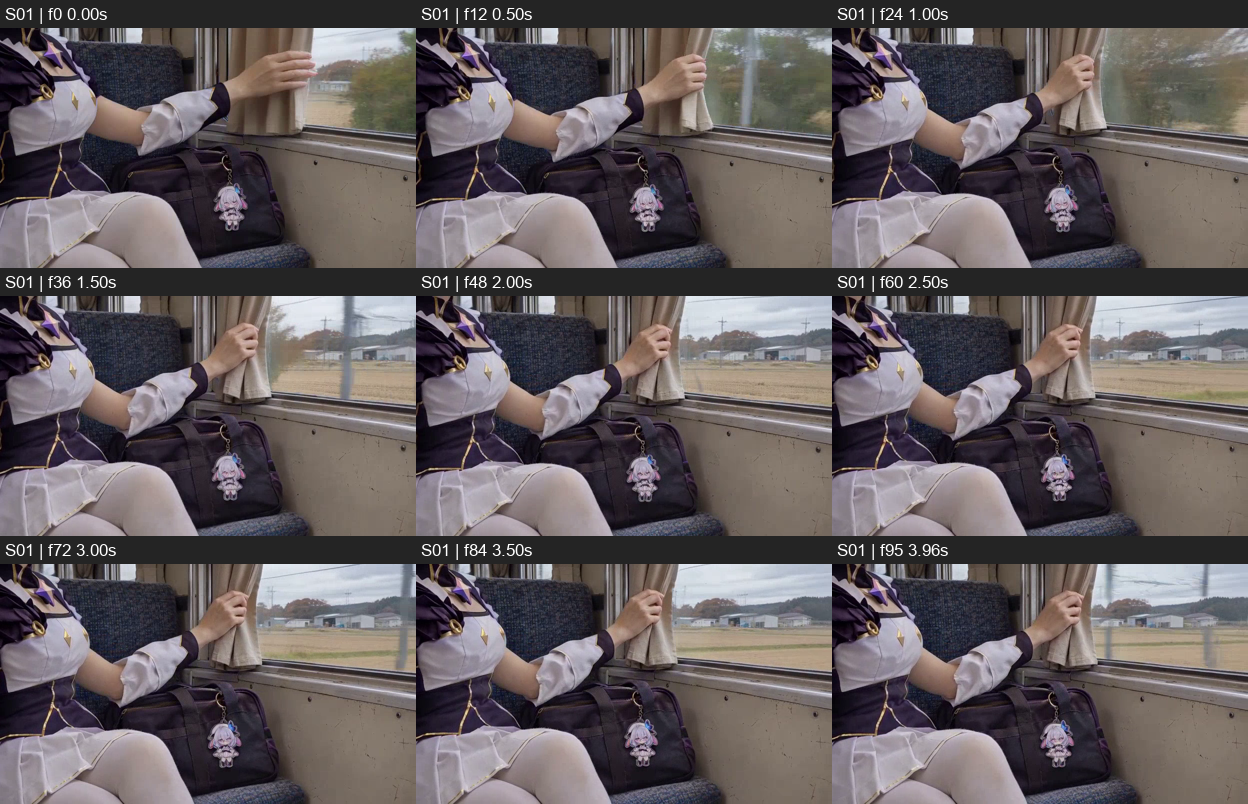 S01 | f0 0.00s
S01 | f12 0.50s
S01 | f24 1.00s
S01 | f36 1.50s
S01 | f48 2.00s
S01 | f60 2.50s
S01 | f72 3.00s
S01 | f84 3.50s
S01 | f95 3.96s